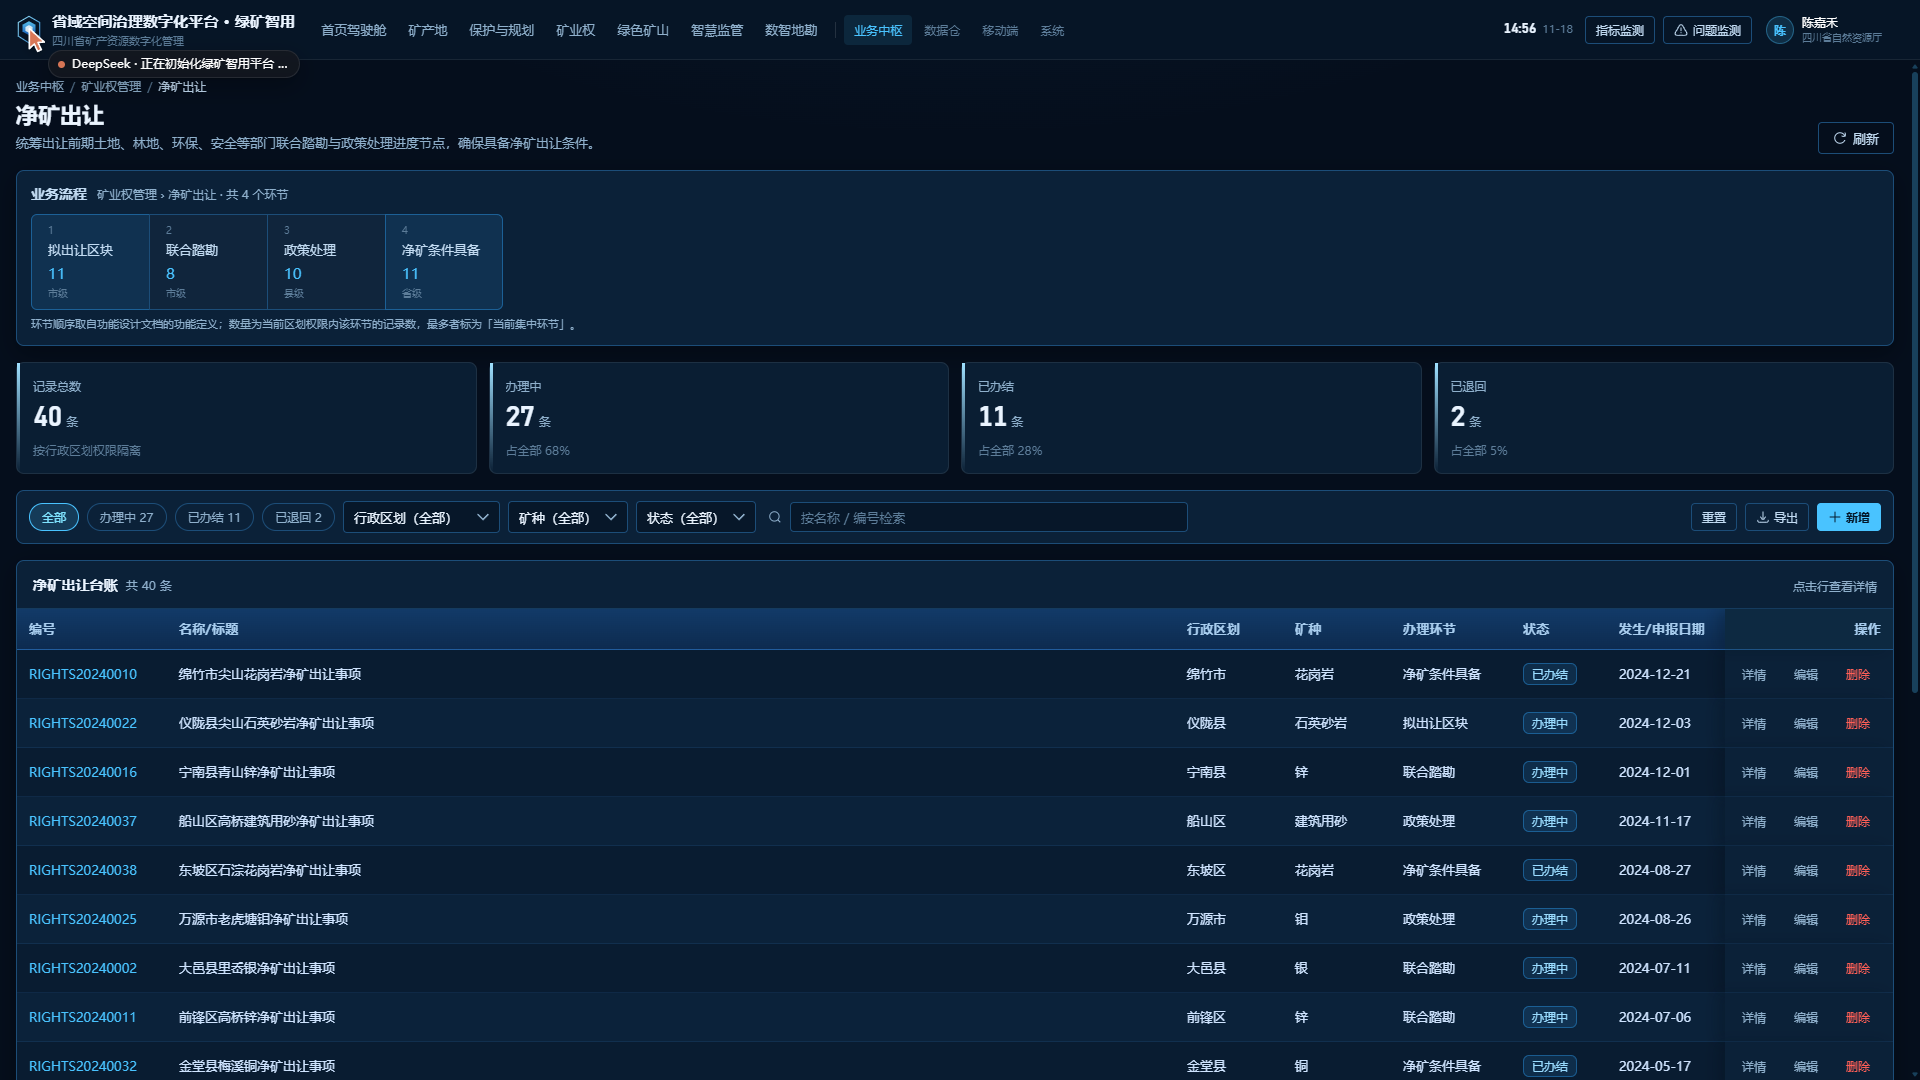 省域空间治理数字化平台 • 绿矿智用
四川省矿产资源数字化管理
首页驾驶舱 矿产地 保护与规划 矿业权 绿色矿山 智慧监管 数智地勘 业务中枢 数据仓 移动端 系统
14:56 11-18 指标监测 问题监测 陈 陈嘉禾
四川省自然资源厅
DeepSeek · 正在初始化绿矿智用平台 ...
业务中枢 / 矿业权管理 / 净矿出让
净矿出让
统筹出让前期土地、林地、环保、安全等部门联合踏勘与政策处理进度节点，确保具备净矿出让条件。
刷新
业务流程 矿业权管理 › 净矿出让 · 共 4 个环节
1 2 3 4
拟出让区块 联合踏勘 政策处理 净矿条件具备
11 8 10 11
市级 市级 县级 省级
环节顺序取自功能设计文档的功能定义；数量为当前区划权限内该环节的记录数，最多者标为「当前集中环节」。
记录总数 办理中 已办结 已退回
40 条 27 条 11 条 2 条
按行政区划权限隔离 占全部 68% 占全部 28% 占全部 5%
全部 办理中 27 已办结 11 已退回 2 行政区划（全部） 矿种（全部） 状态（全部） 按名称 / 编号检索 重置 导出 新增
净矿出让台账 共 40 条 点击行查看详情
编号 名称/标题 行政区划 矿种 办理环节 状态 发生/申报日期 操作
RIGHTS20240010 绵竹市尖山花岗岩净矿出让事项 绵竹市 花岗岩 净矿条件具备 已办结 2024-12-21 详情 编辑 删除
RIGHTS20240022 仪陇县尖山石英砂岩净矿出让事项 仪陇县 石英砂岩 拟出让区块 办理中 2024-12-03 详情 编辑 删除
RIGHTS20240016 宁南县青山锌净矿出让事项 宁南县 锌 联合踏勘 办理中 2024-12-01 详情 编辑 删除
RIGHTS20240037 船山区高桥建筑用砂净矿出让事项 船山区 建筑用砂 政策处理 办理中 2024-11-17 详情 编辑 删除
RIGHTS20240038 东坡区石淙花岗岩净矿出让事项 东坡区 花岗岩 净矿条件具备 已办结 2024-08-27 详情 编辑 删除
RIGHTS20240025 万源市老虎塘钼净矿出让事项 万源市 钼 政策处理 办理中 2024-08-26 详情 编辑 删除
RIGHTS20240002 大邑县里岙银净矿出让事项 大邑县 银 联合踏勘 办理中 2024-07-11 详情 编辑 删除
RIGHTS20240011 前锋区高桥锌净矿出让事项 前锋区 锌 联合踏勘 办理中 2024-07-06 详情 编辑 删除
RIGHTS20240032 金堂县梅溪铜净矿出让事项 金堂县 铜 净矿条件具备 已办结 2024-05-17 详情 编辑 删除